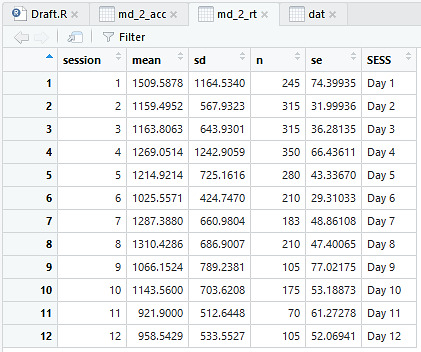 Draft.R md_2_acc md_2_rt dat
Filter
session mean sd n se SESS
1 1 1509.5878 1164.5340 245 74.39935 Day 1
2 2 1159.4952 567.9323 315 31.99936 Day 2
3 3 1163.8063 643.9301 315 36.28135 Day 3
4 4 1269.0514 1242.9059 350 66.43611 Day 4
5 5 1214.9214 725.1616 280 43.33670 Day 5
6 6 1025.5571 424.7470 210 29.31033 Day 6
7 7 1287.3880 660.9804 183 48.86108 Day 7
8 8 1310.4286 686.9007 210 47.40065 Day 8
9 9 1066.1524 789.2381 105 77.02175 Day 9
10 10 1143.5600 703.6208 175 53.18873 Day 10
11 11 921.9000 512.6448 70 61.27278 Day 11
12 12 958.5429 533.5527 105 52.06941 Day 12